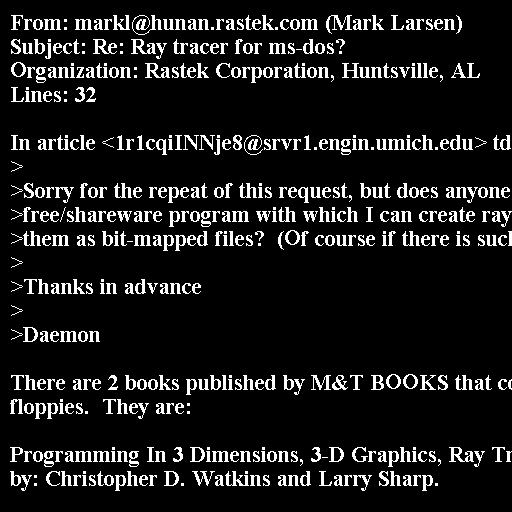 From: markl@hunan.rastek.com (Mark Larsen)
Subject: Re: Ray tracer for ms-dos?
Organization: Rastek Corporation, Huntsville, AL
Lines: 32

In article <1r1cqiINNje8@srvr1.engin.umich.edu> td
>
>Sorry for the repeat of this request, but does anyone
>free/shareware program with which I can create ray
>them as bit-mapped files?  (Of course if there is such
>
>Thanks in advance
>
>Daemon

There are 2 books published by M&T BOOKS that co
floppies.  They are:

Programming In 3 Dimensions, 3-D Graphics, Ray Tr
by: Christopher D. Watkins and Larry Sharp.